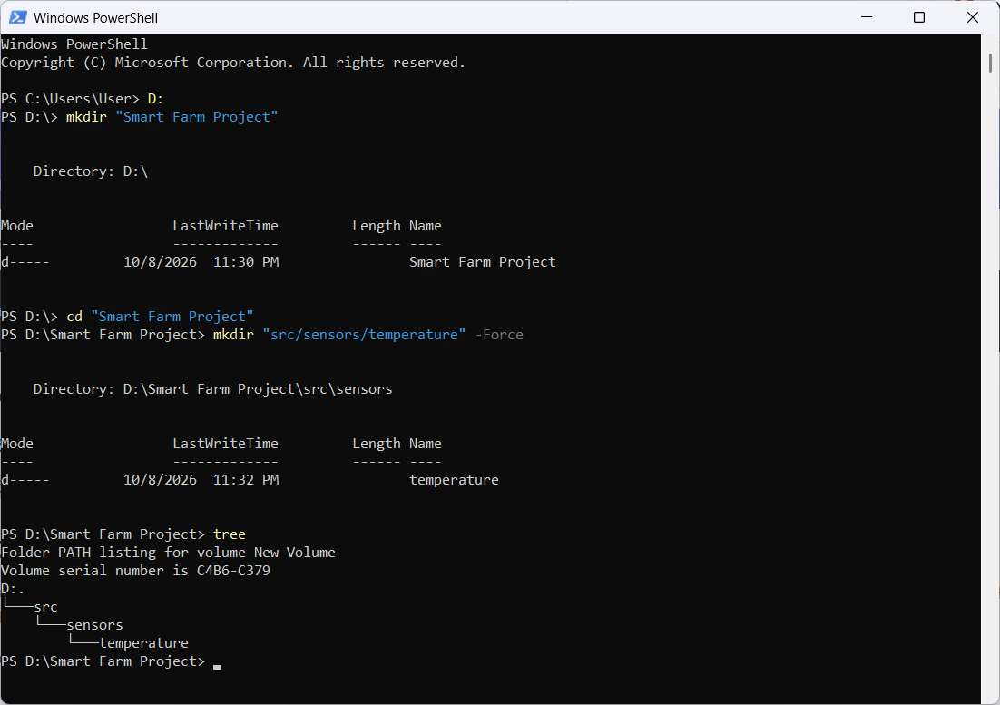 Windows PowerShell
Windows PowerShell
Copyright (C) Microsoft Corporation. All rights reserved.
PS C:\Users\User> D:
PS D:\> mkdir "Smart Farm Project"
    Directory: D:\
Mode                 LastWriteTime         Length Name
----                 -------------         ------ ----
d-----         10/8/2026  11:30 PM                Smart Farm Project
PS D:\> cd "Smart Farm Project"
PS D:\Smart Farm Project> mkdir "src/sensors/temperature" -Force
    Directory: D:\Smart Farm Project\src\sensors
Mode                 LastWriteTime         Length Name
----                 -------------         ------ ----
d-----         10/8/2026  11:32 PM                temperature
PS D:\Smart Farm Project> tree
Folder PATH listing for volume New Volume
Volume serial number is C4B6-C379
D:.
└───src
    └───sensors
        └───temperature
PS D:\Smart Farm Project>